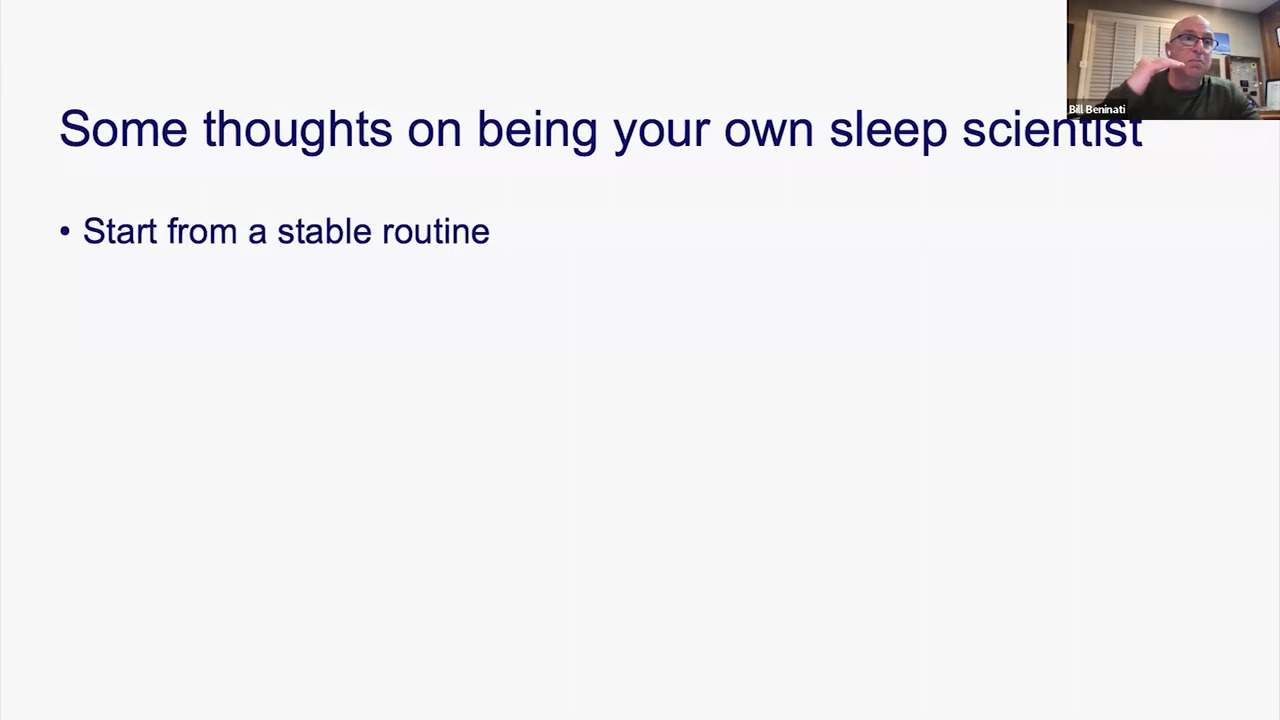 Some thoughts on being your own sleep scientist
• Start from a stable routine
Bill Beninati